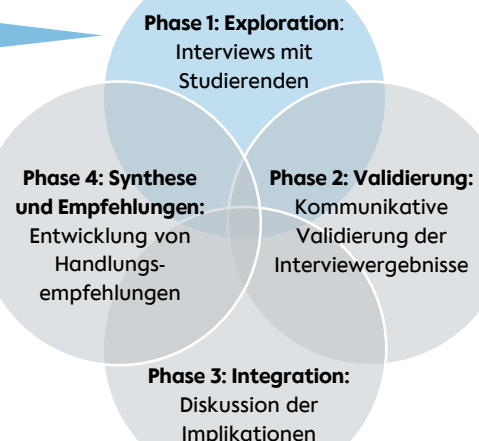 Phase 1: Exploration:
Interviews mit
Studierenden
Phase 2: Validierung:
Kommunikative
Validierung der
Interviewergebnisse
Phase 3: Integration:
Diskussion der
Implikationen
Phase 4: Synthese
und Empfehlungen:
Entwicklung von
Handlungs-
empfehlungen